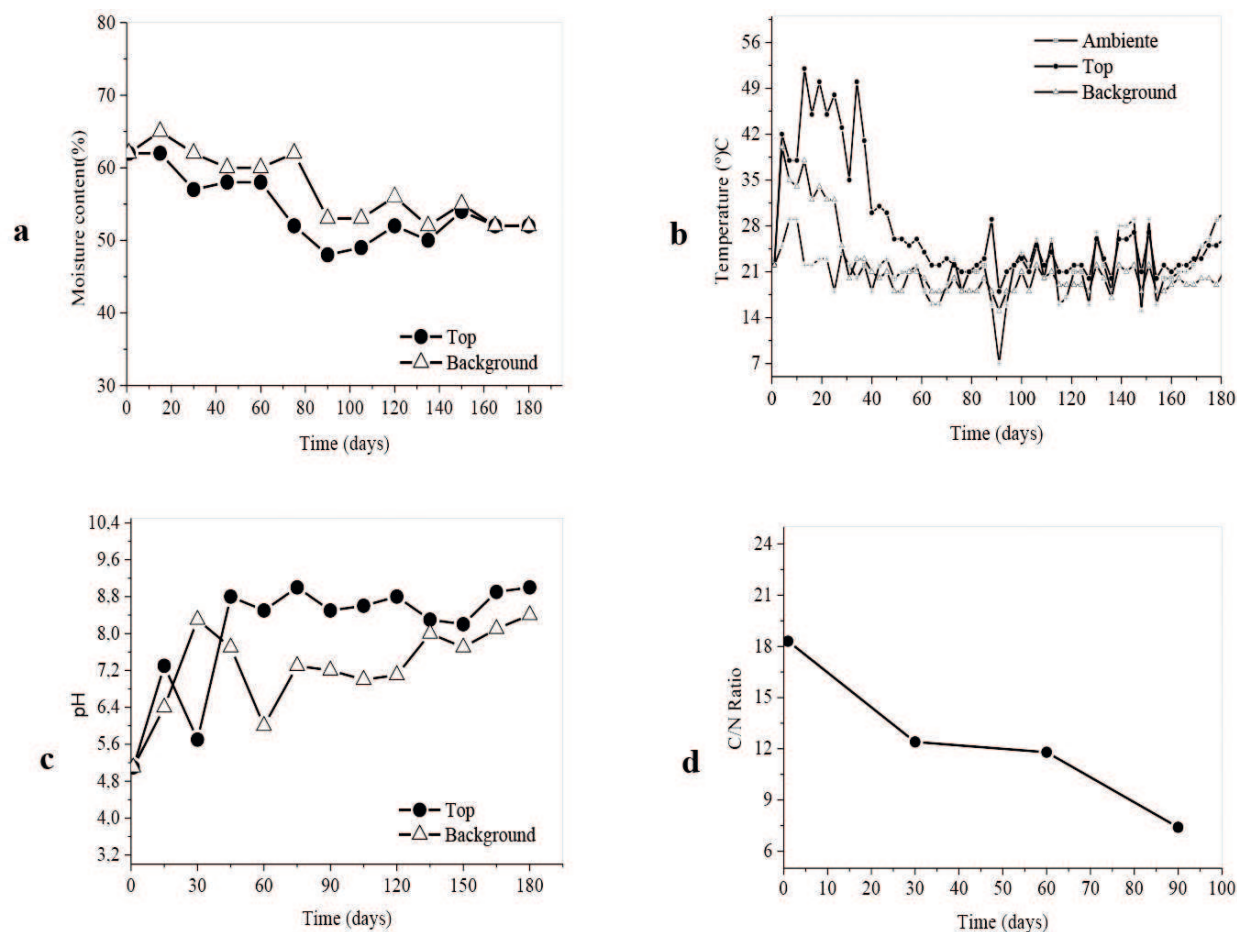 a
Moisture content(%)
80
70
60
50
40
30
0 20 40 60 80 100 120 140 160 180
Time (days)
Top
Background
b
Temperature (°)C
56
49
42
35
28
21
14
7
0 20 40 60 80 100 120 140 160 180
Time (days)
Ambiente
Top
Background
c
pH
10,4
9,6
8,8
8,0
7,2
6,4
5,6
4,8
4,0
3,2
0 30 60 90 120 150 180
Time (days)
Top
Background
d
C/N Ratio
24
21
18
15
12
9
6
0 10 20 30 40 50 60 70 80 90 100
Time (days)